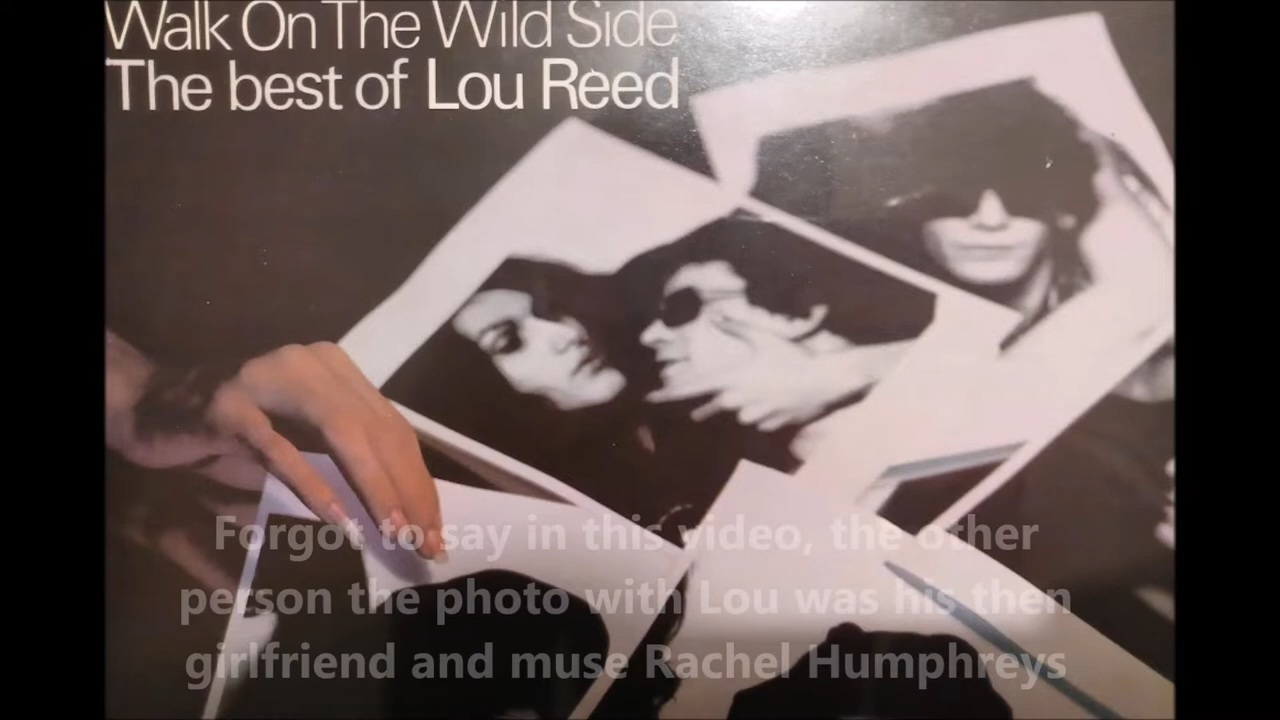 Walk On The Wild Side
The best of Lou Reed
Forgot to say in this video, the other
person the photo with Lou was his then
girlfriend and muse Rachel Humphreys